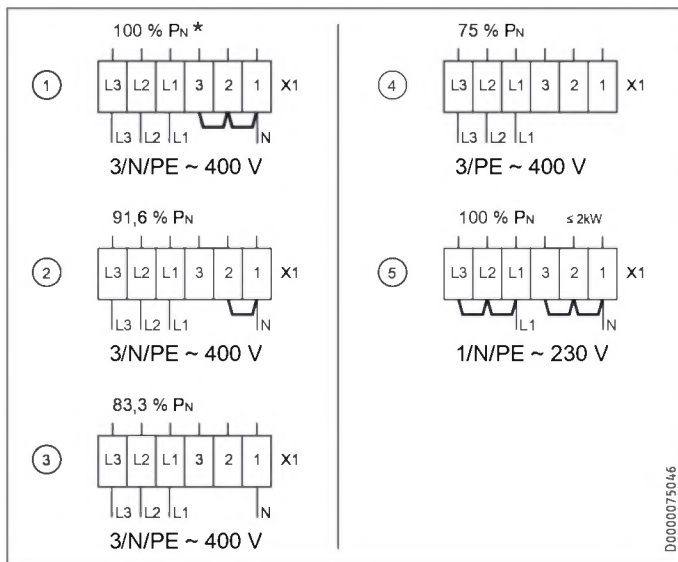 100 % PN *
1
L3 L2 L1 3 2 1 X1
L3 L2 L1 N
3/N/PE ~ 400 V
91,6 % PN
2
L3 L2 L1 3 2 1 X1
L3 L2 L1 N
3/N/PE ~ 400 V
83,3 % PN
3
L3 L2 L1 3 2 1 X1
L3 L2 L1 N
3/N/PE ~ 400 V
75 % PN
4
L3 L2 L1 3 2 1 X1
L3 L2 L1
3/PE ~ 400 V
100 % PN ≤ 2kW
5
L3 L2 L1 3 2 1 X1
L1 N
1/N/PE ~ 230 V
D0000075046